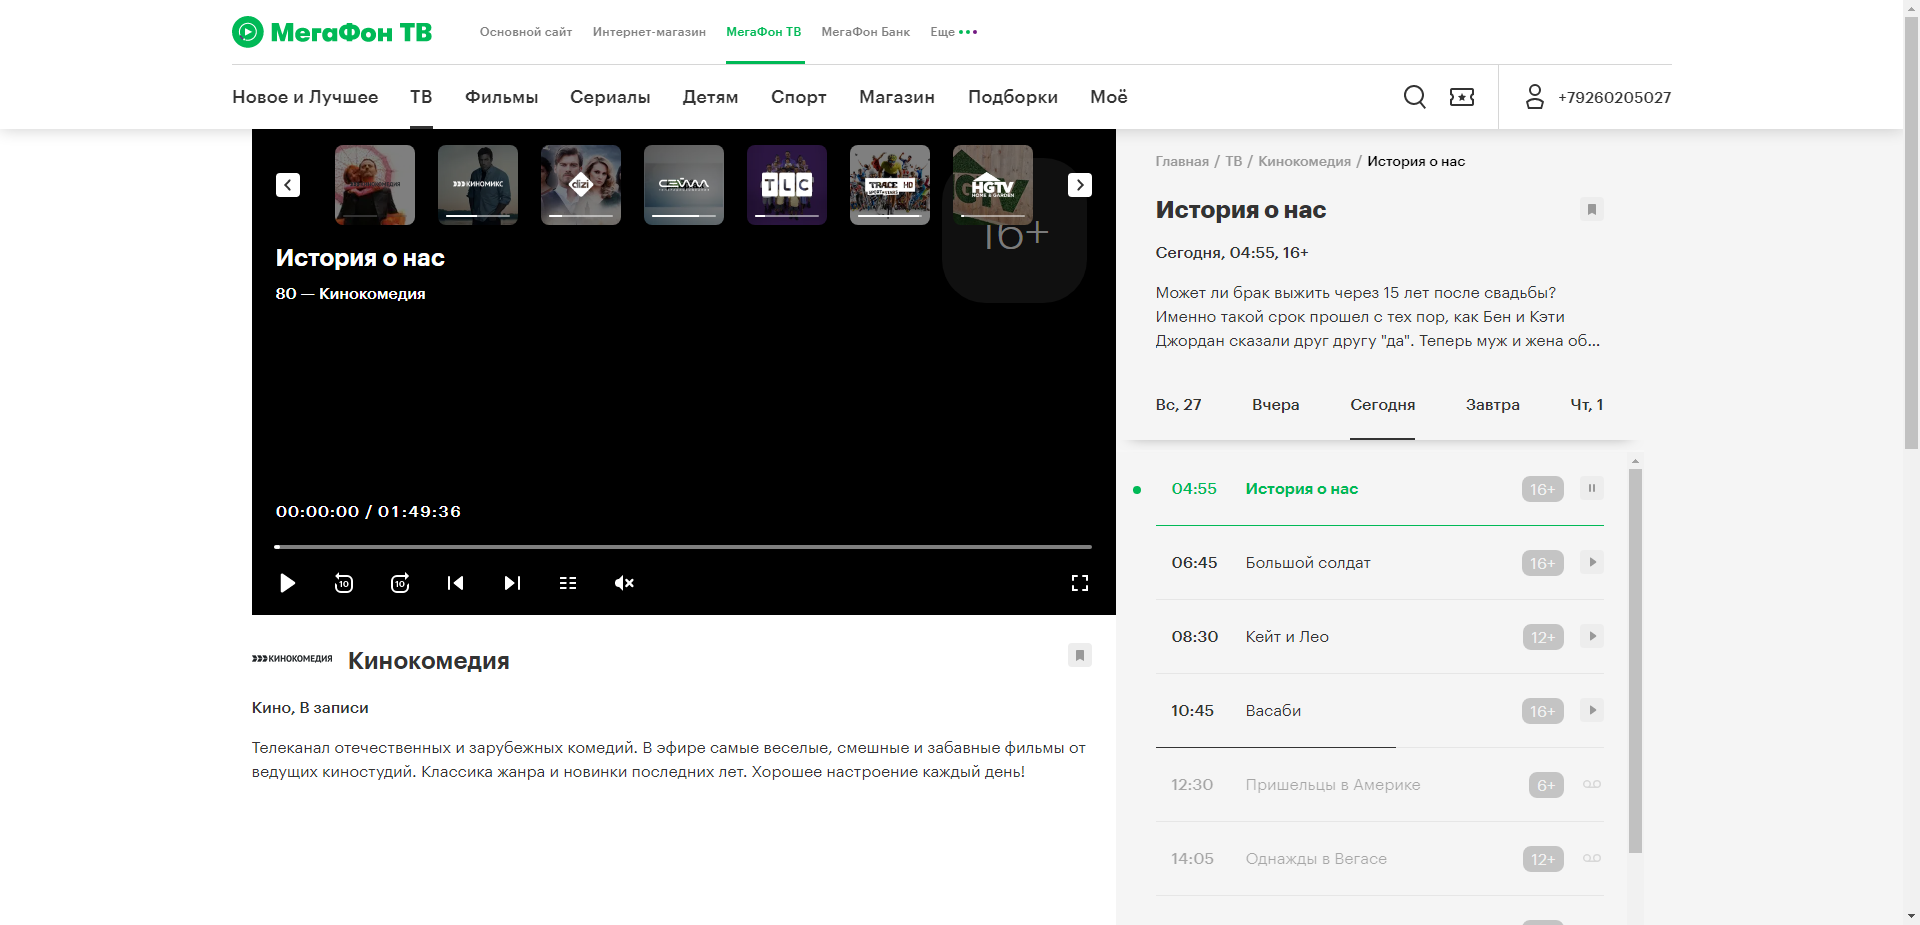 МегаФон ТВ
Основной сайт Интернет-магазин МегаФон ТВ МегаФон Банк Еще
Новое и Лучшее ТВ Фильмы Сериалы Детям Спорт Магазин Подборки Моё +79260205027
КИНОМИКС dizi СЕЙМ TLC TRACE HD HGTV HOME & GARDEN
16+
История о нас
80 — Кинокомедия
00:00:00 / 01:49:36
10 10
КИНОКОМЕДИЯ Кинокомедия
Кино, В записи
Телеканал отечественных и зарубежных комедий. В эфире самые веселые, смешные и забавные фильмы от
ведущих киностудий. Классика жанра и новинки последних лет. Хорошее настроение каждый день!
Главная / ТВ / Кинокомедия / История о нас
История о нас
Сегодня, 04:55, 16+
Может ли брак выжить через 15 лет после свадьбы?
Именно такой срок прошел с тех пор, как Бен и Кэти
Джордан сказали друг другу "да". Теперь муж и жена об...
Вс, 27 Вчера Сегодня Завтра Чт, 1
04:55 История о нас 16+
06:45 Большой солдат 16+
08:30 Кейт и Лео 12+
10:45 Васаби 16+
12:30 Пришельцы в Америке 6+
14:05 Однажды в Вегасе 12+